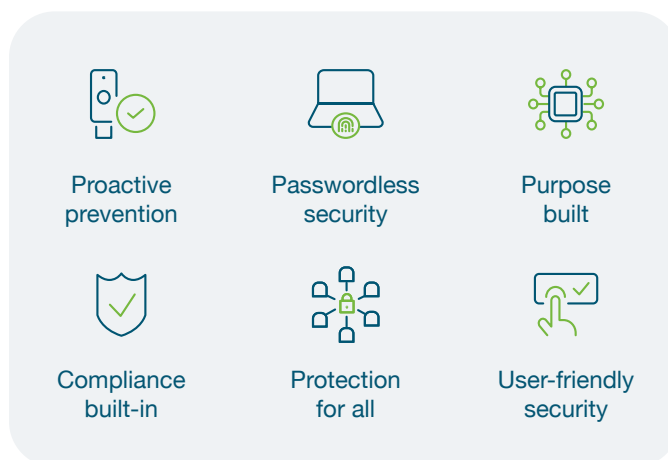 Proactive
prevention
Passwordless
security
Purpose
built
Compliance
built-in
Protection
for all
User-friendly
security